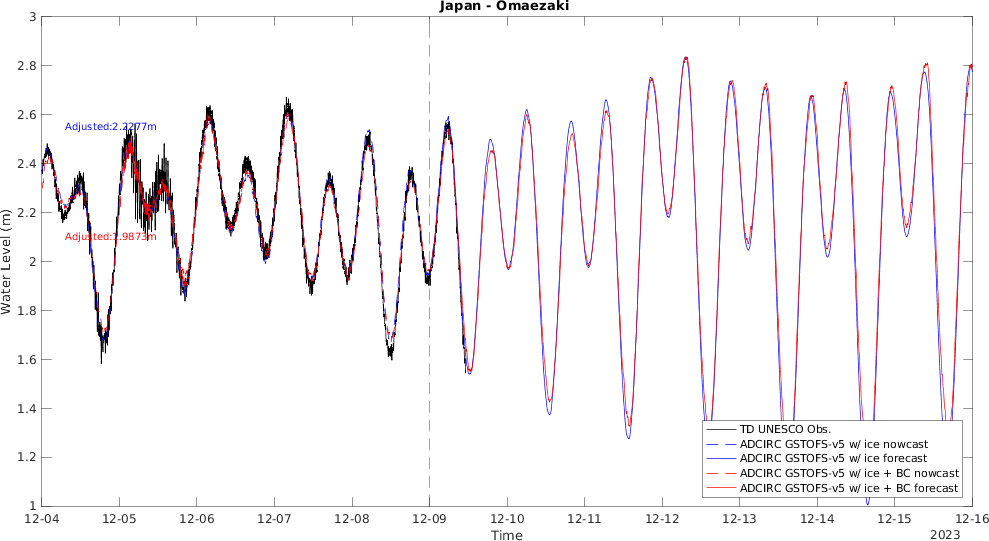 Japan - Omaezaki
3
2.8
2.6
2.4
2.2
2
1.8
1.6
1.4
1.2
1
Water Level (m)
Adjusted:2.2277m
Adjusted:1.9873m
TD UNESCO Obs.
ADCIRC GSTOFS-v5 w/ ice nowcast
ADCIRC GSTOFS-v5 w/ ice forecast
ADCIRC GSTOFS-v5 w/ ice + BC nowcast
ADCIRC GSTOFS-v5 w/ ice + BC forecast
12-04 12-05 12-06 12-07 12-08 12-09 12-10 12-11 12-12 12-13 12-14 12-15 12-16
Time
2023